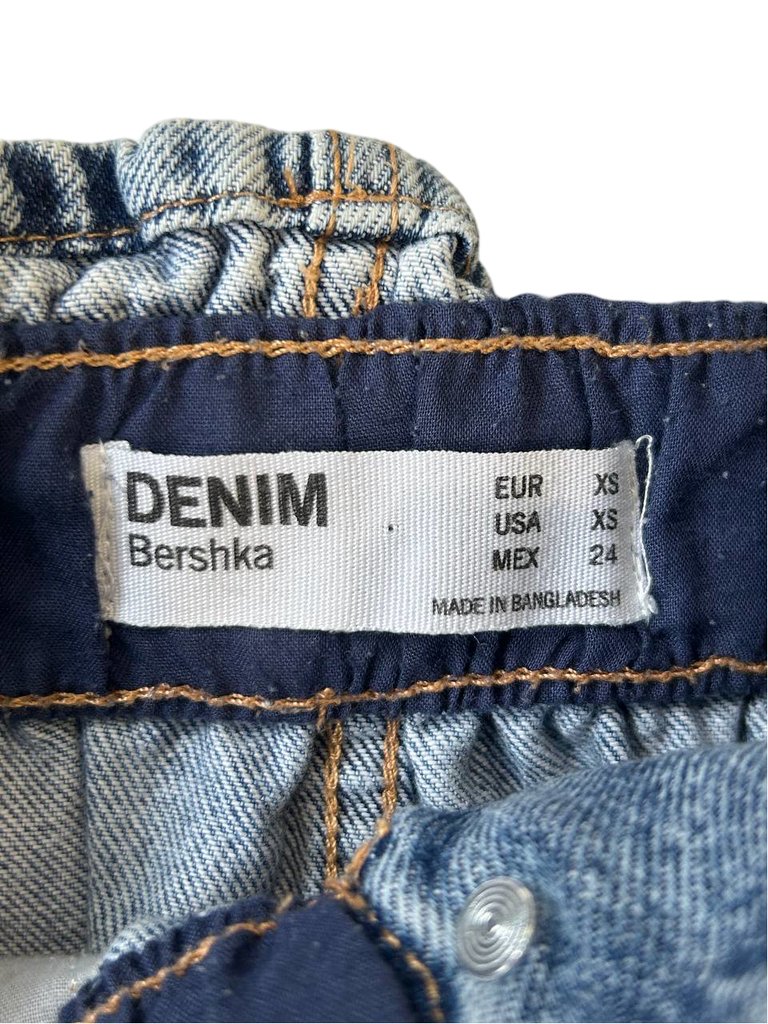 DENIM
Bershka
EUR XS
USA XS
MEX 24
MADE IN BANGLADESH